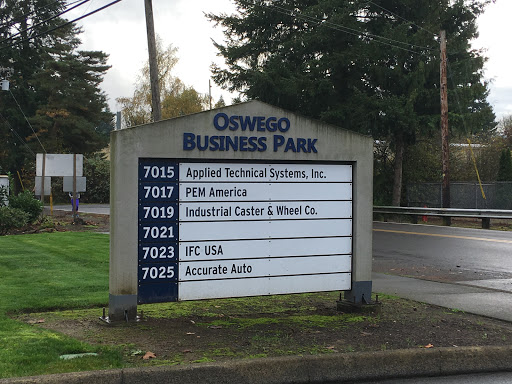 OSWEGO
BUSINESS PARK
7015 Applied Technical Systems, Inc.
7017 PEM America
7019 Industrial Caster & Wheel Co.
7021
7023 IFC USA
7025 Accurate Auto